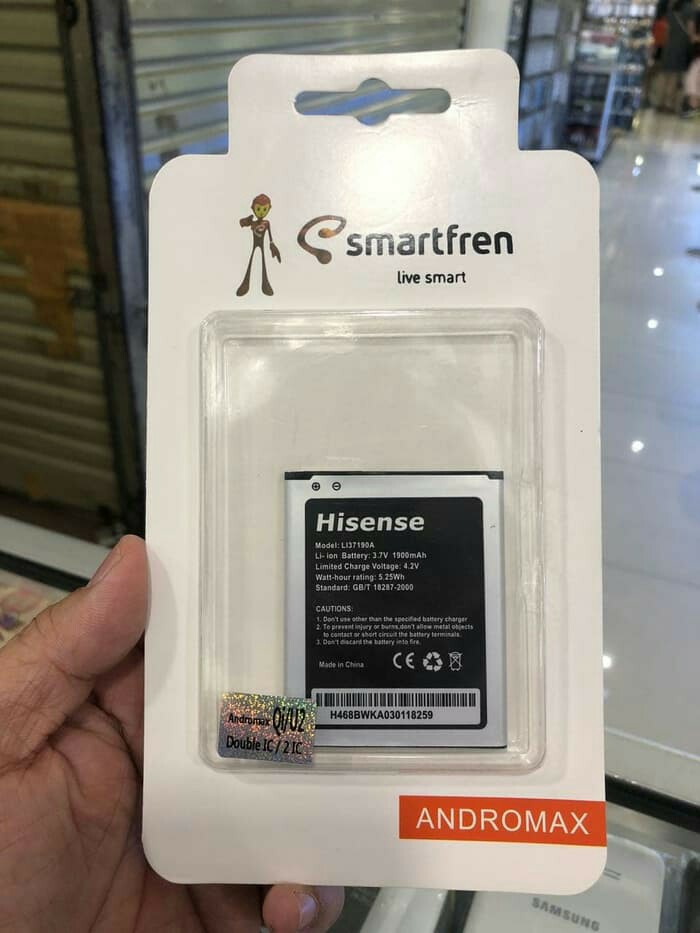 smartfren
live smart
Hisense
Model: LI37190A
Li- ion Battery: 3.7V 1900mAh
Limited Charge Voltage: 4.2V
Watt-hour rating: 5.25Wh
Standard: GB/T 18287-2000
CAUTIONS:
1. Don't use other than the specified battery charger
2. To prevent injury or burns,don't allow metal objects
to contact or short circuit the battery terminals.
3. Don't discard the battery into fire.
Made in China
CE
H468BWKA030118259
Andromax Qi/U2
Double IC / 2 IC
ANDROMAX
SAMSUNG